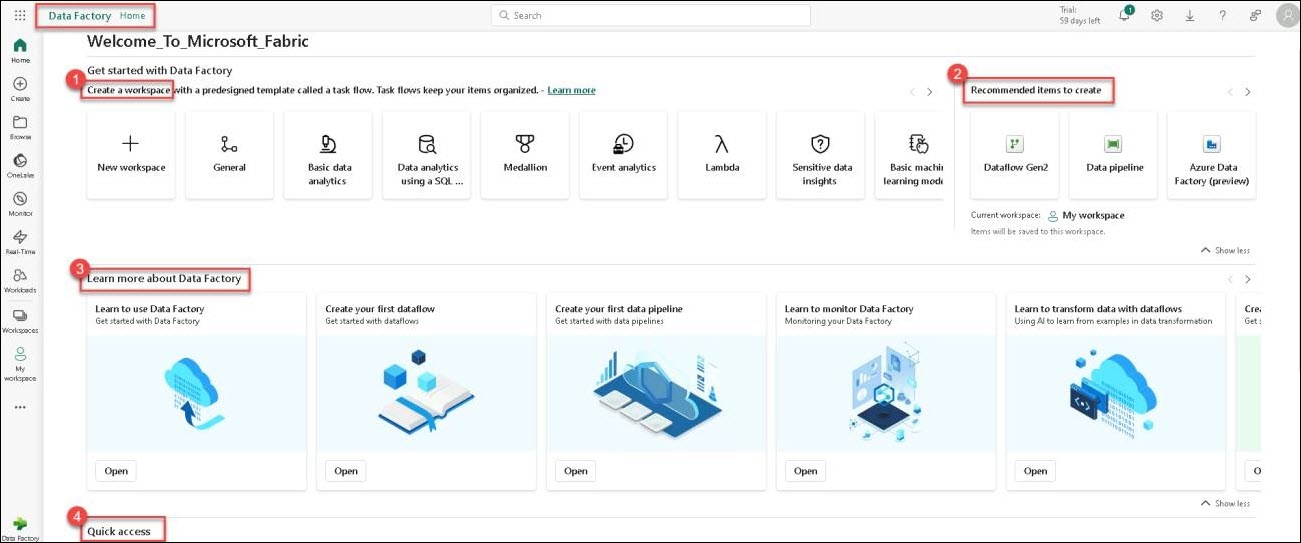 Data Factory Home
Search
Trial:
59 days left
1
Home
Create
Browse
OneLake
Monitor
Real-Time
Workloads
Workspaces
My
workspace
Data Factory
Welcome_To_Microsoft_Fabric
Get started with Data Factory
1
Create a workspace with a predesigned template called a task flow. Task flows keep your items organized. - Learn more
New workspace
General
Basic data
analytics
Data analytics
using a SQL ...
Medallion
Event analytics
Lambda
Sensitive data
insights
Basic machin
learning mode
2
Recommended items to create
Dataflow Gen2
Data pipeline
Azure Data
Factory (preview)
Current workspace: My workspace
Items will be saved to this workspace.
Show less
3
Learn more about Data Factory
Learn to use Data Factory
Get started with Data Factory
Open
Create your first dataflow
Get started with dataflows
Open
Create your first data pipeline
Get started with data pipelines
Open
Learn to monitor Data Factory
Monitoring your Data Factory
Open
Learn to transform data with dataflows
Using AI to learn from examples in data transformation
Open
Crea
Get s
O
Show less
4
Quick access